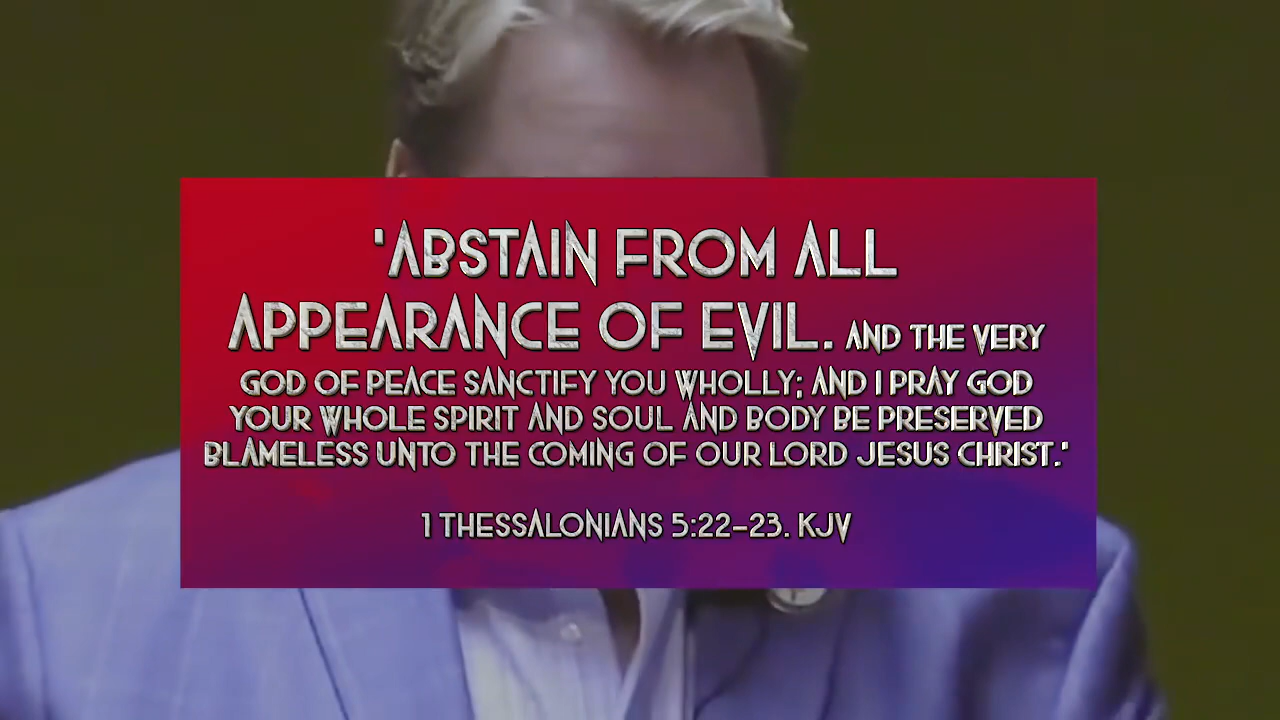 'ABSTAIN FROM ALL
APPEARANCE OF EVIL. AND THE VERY
GOD OF PEACE SANCTIFY YOU WHOLLY; AND I PRAY GOD
YOUR WHOLE SPIRIT AND SOUL AND BODY BE PRESERVED
BLAMELESS UNTO THE COMING OF OUR LORD JESUS CHRIST.'
1 THESSALONIANS 5:22-23. KJV